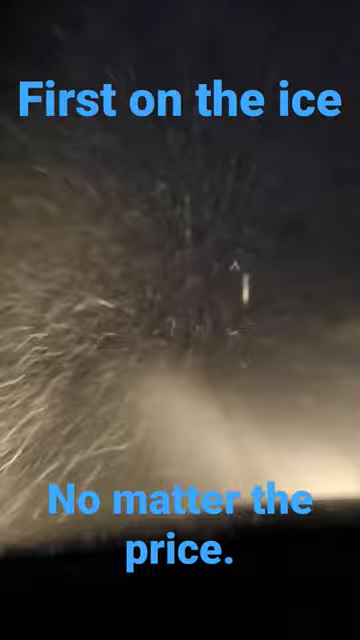 First on the ice
No matter the
price.